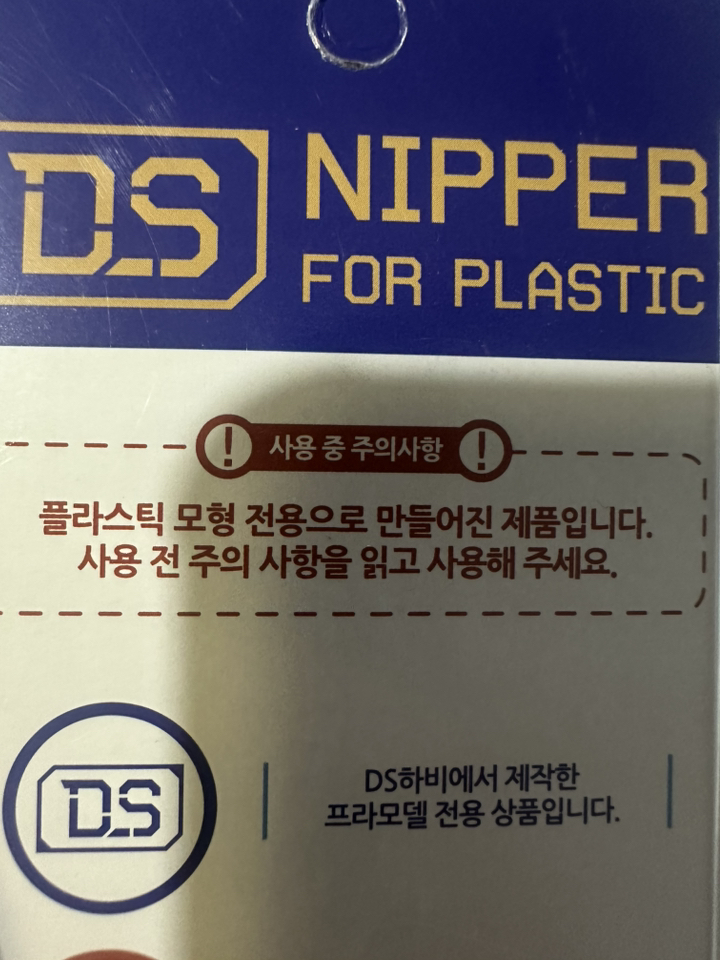 DS
NIPPER
FOR PLASTIC
! 사용 중 주의사항 !
플라스틱 모형 전용으로 만들어진 제품입니다.
사용 전 주의 사항을 읽고 사용해 주세요.
DS
DS하비에서 제작한
프라모델 전용 상품입니다.